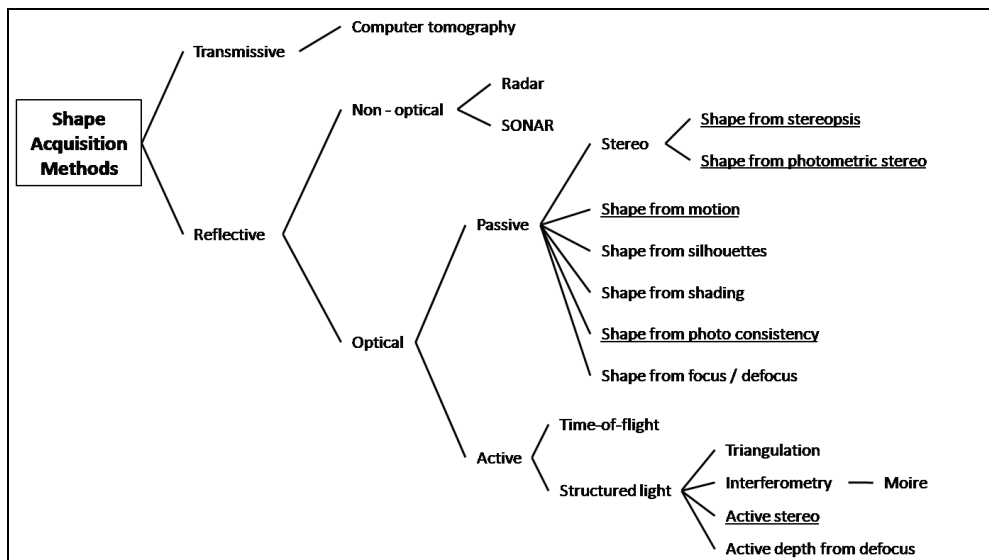 Shape
Acquisition
Methods
Transmissive
Computer tomography
Reflective
Non - optical
Radar
SONAR
Optical
Passive
Stereo
Shape from stereopsis
Shape from photometric stereo
Shape from motion
Shape from silhouettes
Shape from shading
Shape from photo consistency
Shape from focus / defocus
Active
Time-of-flight
Structured light
Triangulation
Interferometry
Moire
Active stereo
Active depth from defocus